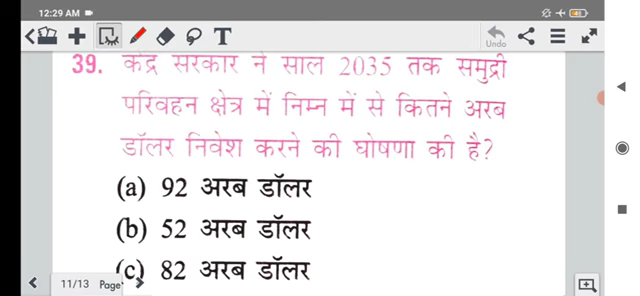 12:29 AM
T
Undo
39. केंद्र सरकार ने साल 2035 तक समुद्री
परिवहन क्षेत्र में निम्न में से कितने अरब
डॉलर निवेश करने की घोषणा की है?
(a) 92 अरब डॉलर
(b) 52 अरब डॉलर
(c) 82 अरब डॉलर
11/13 Page